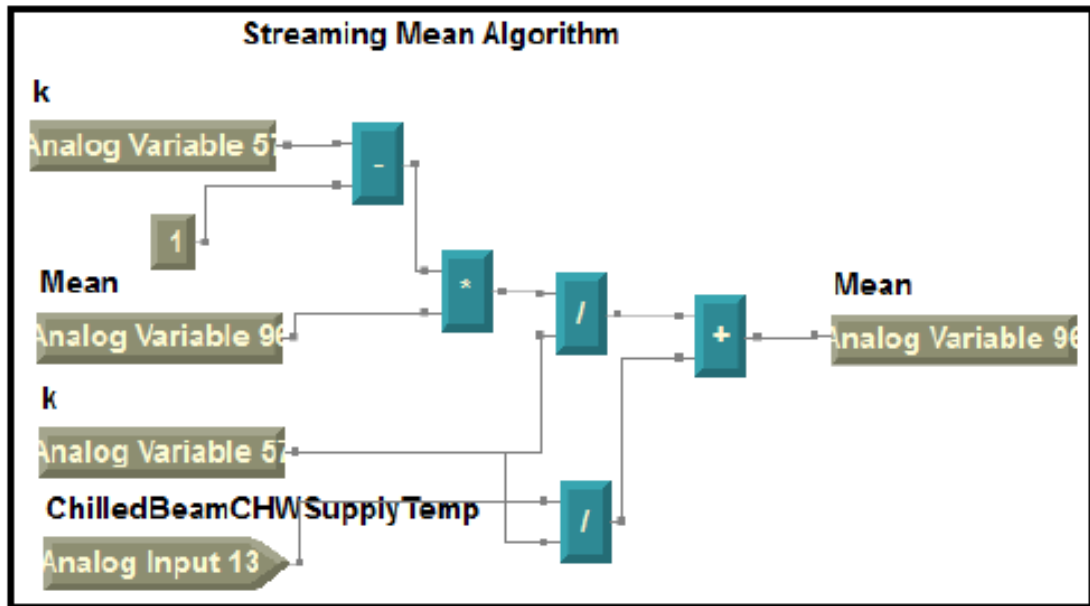 Streaming Mean Algorithm
k
Analog Variable 57
-
1
Mean
Analog Variable 96
*
/
+
Mean
Analog Variable 96
k
Analog Variable 57
ChilledBeamCHWSupplyTemp
/
Analog Input 13